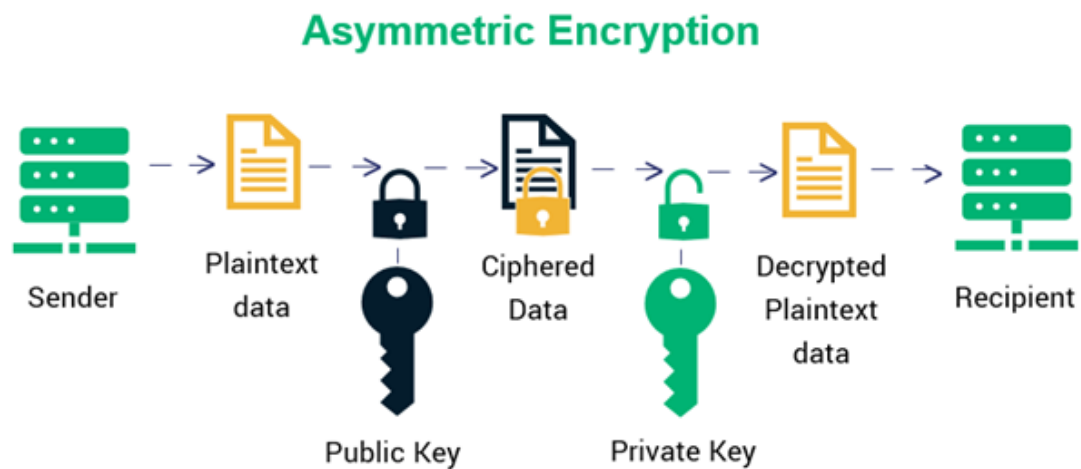 Asymmetric Encryption
Sender
Plaintext
data
Public Key
Ciphered
Data
Private Key
Decrypted
Plaintext
data
Recipient